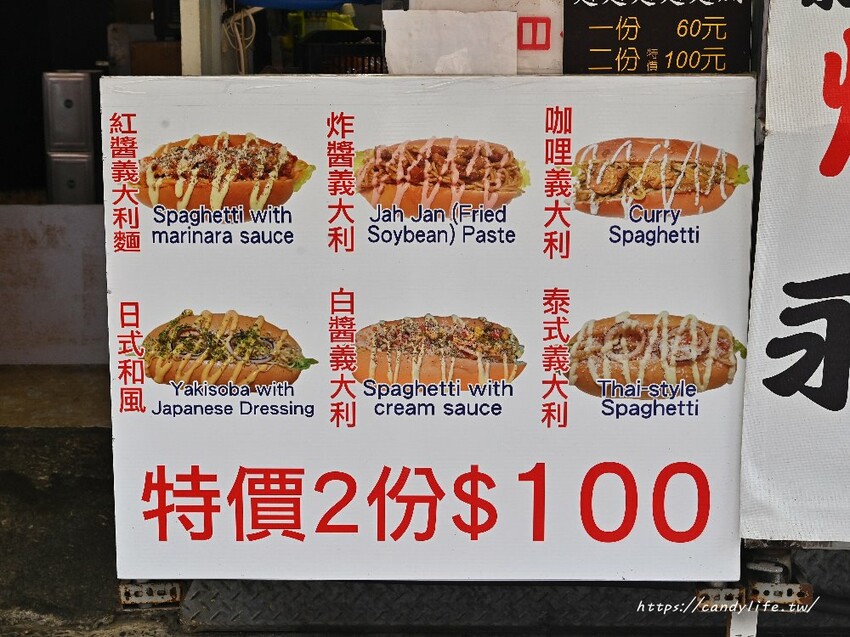 一份 60元
二份 特價 100元
紅醬義大利麵
Spaghetti with
marinara sauce
炸醬義大利
Jah Jan (Fried
Soybean) Paste
咖哩義大利
Curry
Spaghetti
日式和風
Yakisoba with
Japanese Dressing
白醬義大利
Spaghetti with
cream sauce
泰式義大利
Thai-style
Spaghetti
特價2份$100
永
https://candylife.tw/